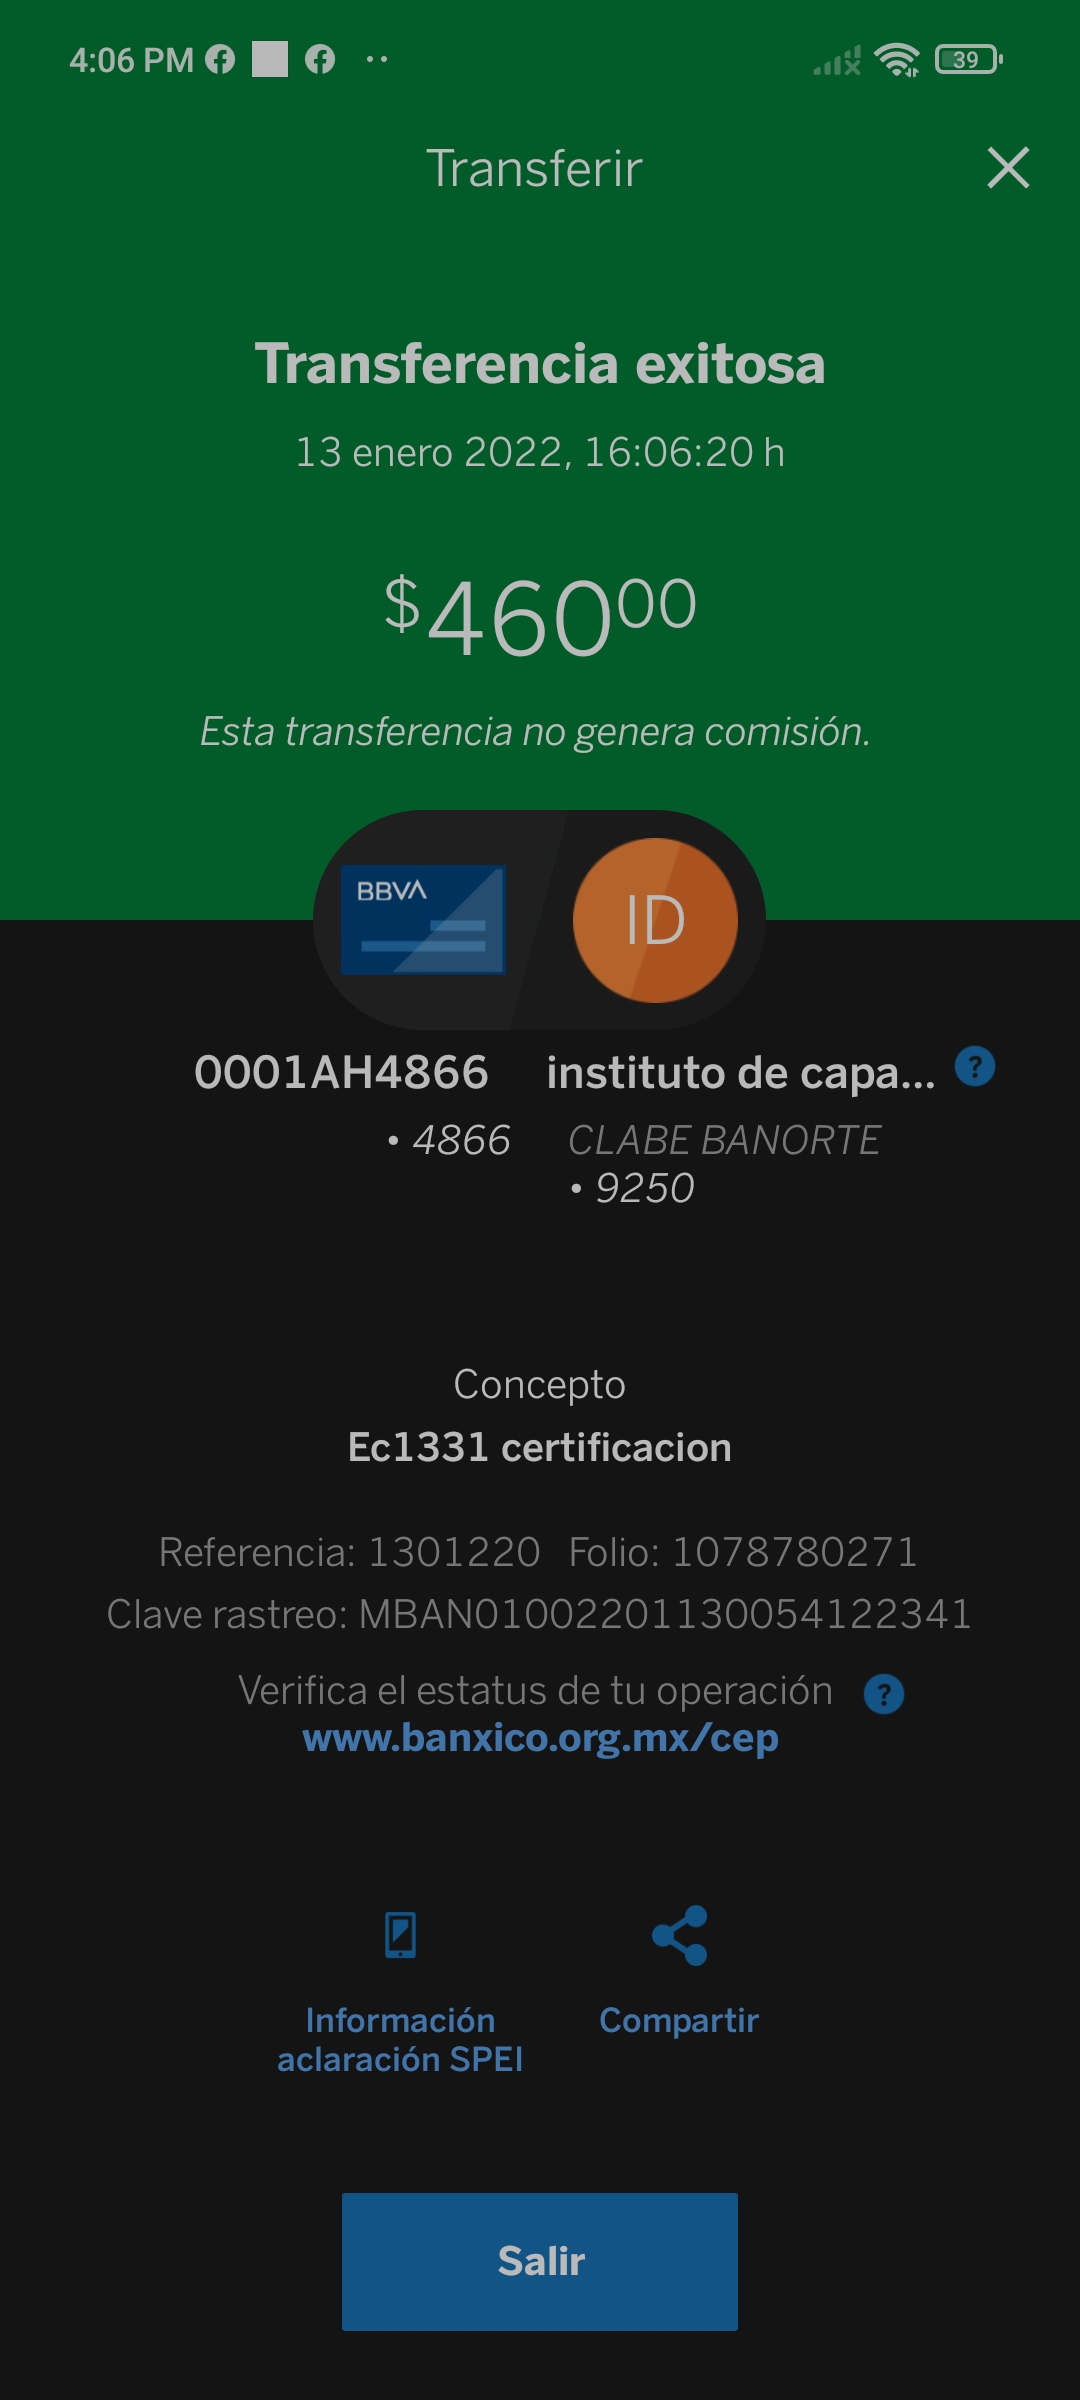 4:06 PM
39
Transferir
Transferencia exitosa
13 enero 2022, 16:06:20 h
$46000
Esta transferencia no genera comisión.
BBVA
ID
0001AH4866 instituto de capa...
• 4866 CLABE BANORTE
• 9250
Concepto
Ec1331 certificacion
Referencia: 1301220 Folio: 1078780271
Clave rastreo: MBAN01002201130054122341
Verifica el estatus de tu operación
www.banxico.org.mx/cep
Información Compartir
aclaración SPEI
Salir